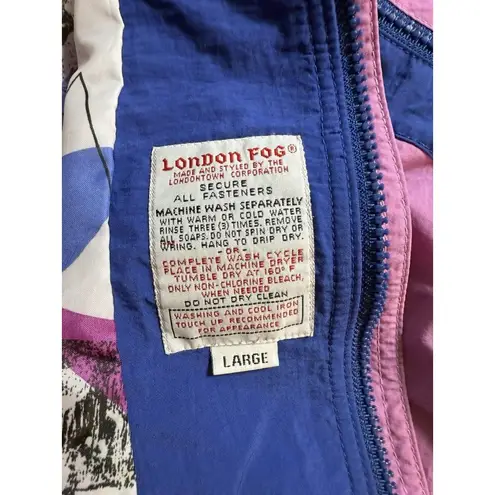 LONDON FOG®
MADE AND STYLED BY THE
LONDONTOWN CORPORATION
SECURE
ALL FASTENERS
MACHINE WASH SEPARATELY
WITH WARM OR COLD WATER
RINSE THREE (3) TIMES. REMOVE
ALL SOAPS. DO NOT SPIN DRY OR
WRING. HANG TO DRIP DRY.
-OR-
COMPLETE WASH CYCLE
PLACE IN MACHINE DRYER
TUMBLE DRY AT 160° F
ONLY NON-CHLORINE BLEACH,
WHEN NEEDED
DO NOT DRY CLEAN
WASHING AND COOL IRON
TOUCH UP RECOMMENDED
FOR APPEARANCE
LARGE